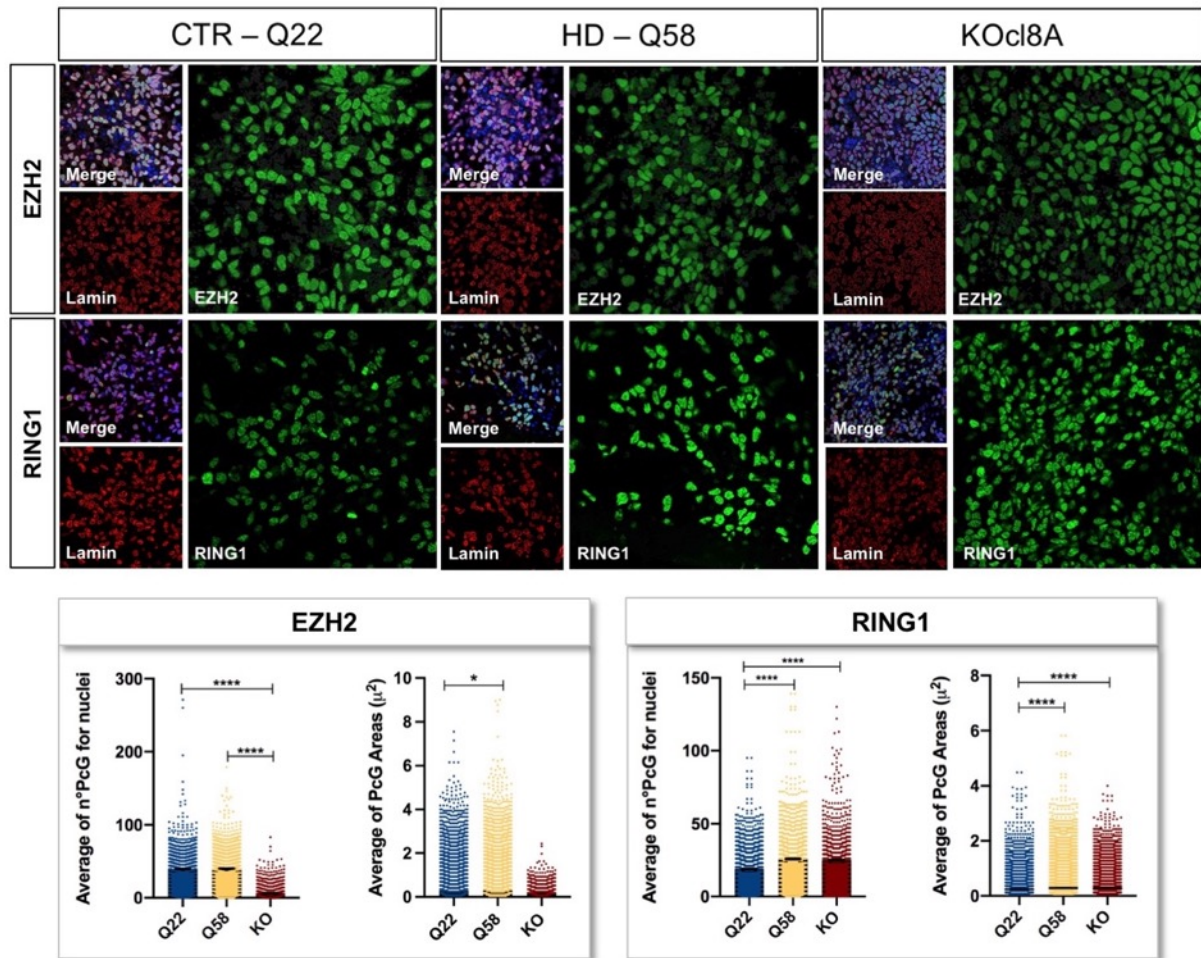 CTR – Q22
HD – Q58
KOcl8A
EZH2
Merge
Lamin
EZH2
Merge
Lamin
EZH2
Merge
Lamin
EZH2
RING1
Merge
Lamin
RING1
Merge
Lamin
RING1
Merge
Lamin
RING1
EZH2
Average of n°PcG for nuclei
300
200
100
0
****
****
Q22
Q58
KO
Average of PcG Areas (μ²)
10
8
6
4
2
0
*
Q22
Q58
KO
RING1
Average of n°PcG for nuclei
150
100
50
0
****
****
Q22
Q58
KO
Average of PcG Areas (μ²)
8
6
4
2
0
****
****
Q22
Q58
KO